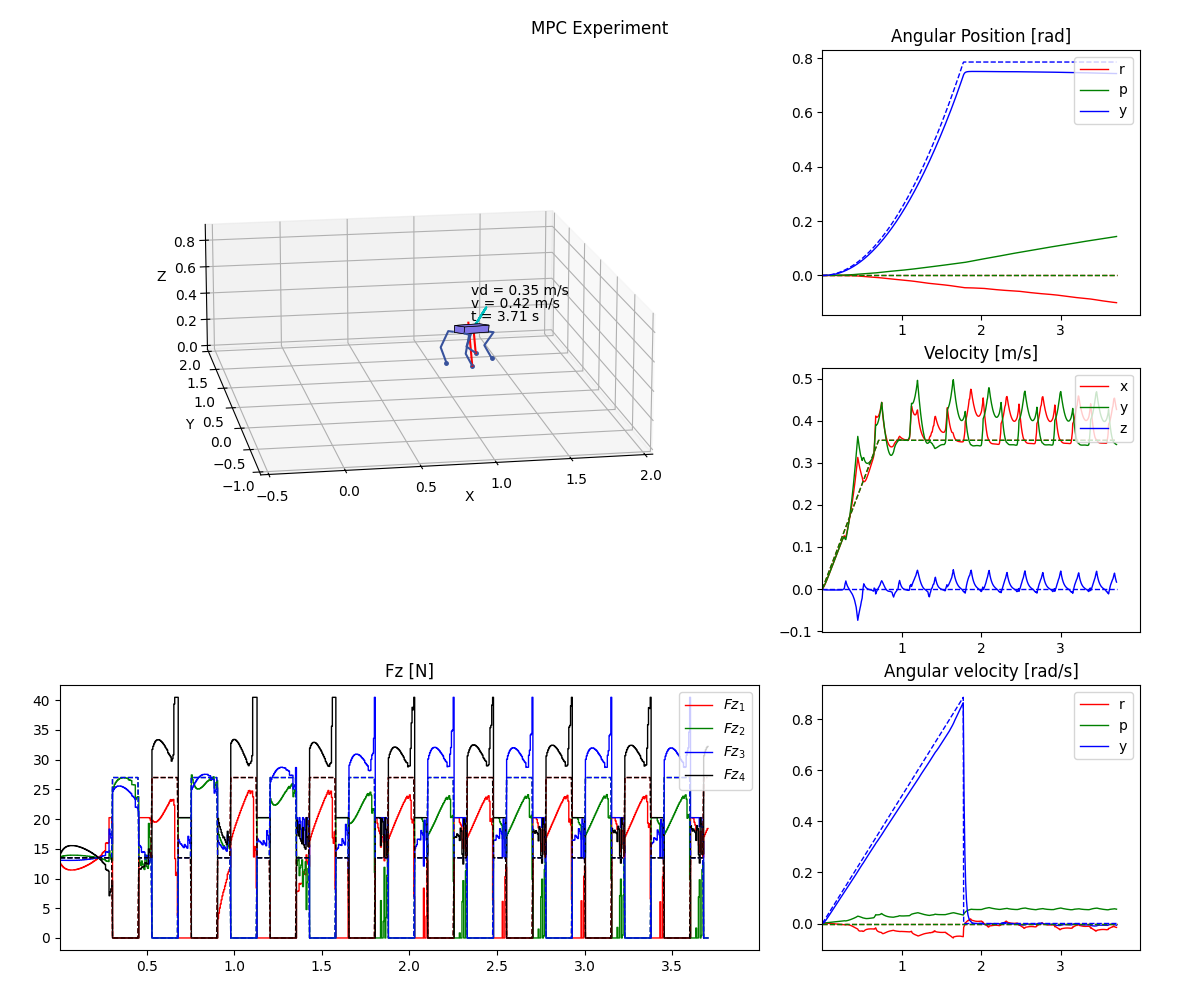 MPC Experiment
0.8
0.6
0.4
0.2
0.0
Z
2.0
1.5
1.0
0.5
0.0
−0.5
−1.0
Y
−0.5
0.0
0.5
1.0
1.5
2.0
X
vd = 0.35 m/s
v = 0.42 m/s
t = 3.71 s
Angular Position [rad]
0.8
0.6
0.4
0.2
0.0
1 2 3
r
p
y
Velocity [m/s]
0.5
0.4
0.3
0.2
0.1
0.0
−0.1
1 2 3
x
y
z
Fz [N]
40
35
30
25
20
15
10
5
0
0.5 1.0 1.5 2.0 2.5 3.0 3.5
Fz1
Fz2
Fz3
Fz4
Angular velocity [rad/s]
0.8
0.6
0.4
0.2
0.0
1 2 3
r
p
y